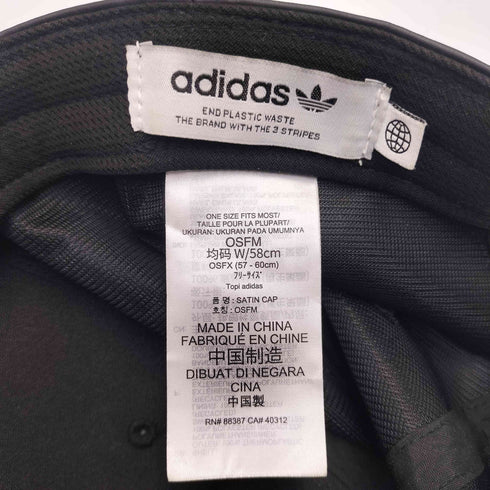 adidas
END PLASTIC WASTE
THE BRAND WITH THE 3 STRIPES
ONE SIZE FITS MOST/
TAILLE POUR LA PLUPART/
UKURAN: UKURAN PADA UMUMNYA
OSFM
均码 W/58cm
OSFX (57 - 60cm)
フリーサイズ
Topi adidas
품 명 : SATIN CAP
호칭 : OSFM
MADE IN CHINA
FABRIQUÉ EN CHINE
中国制造
DIBUAT DI NEGARA
CINA
中国製
RN# 88387 CA# 40312